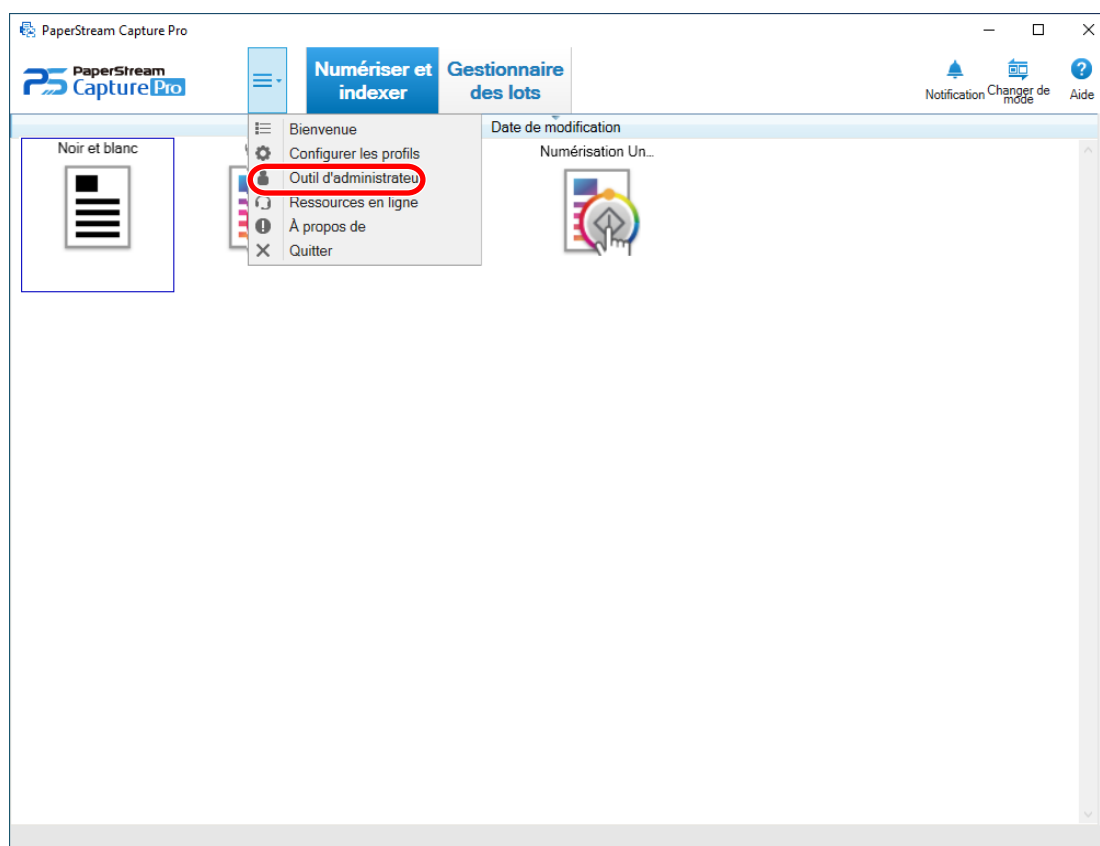 PaperStream Capture Pro
PaperStream
Capture Pro
Numériser et
indexer
Gestionnaire
des lots
Notification
Changer de
mode
Aide
Date de modification
Bienvenue
Configurer les profils
Outil d'administrateu
Ressources en ligne
À propos de
Quitter
Noir et blanc
Numérisation Un...